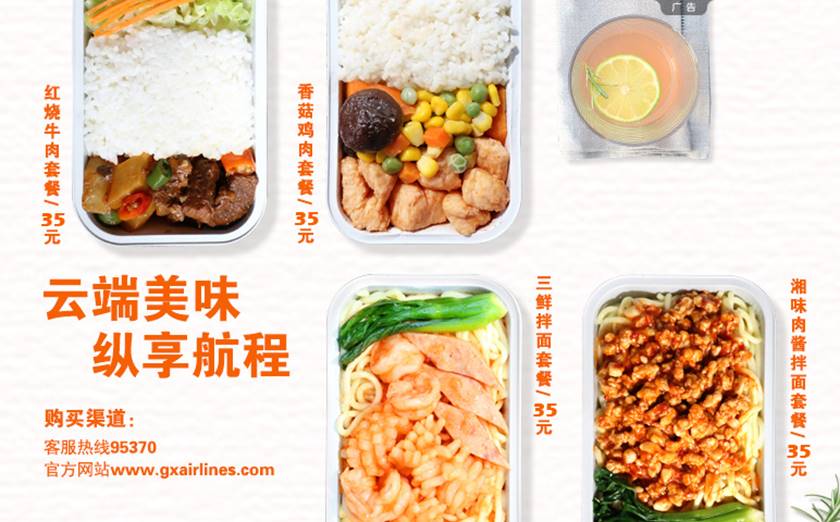 广告
红烧牛肉套餐/35元
香菇鸡肉套餐/35元
云端美味
纵享航程
购买渠道：
客服热线95370
官方网站www.gxairlines.com
三鲜拌面套餐/35元
湘味肉酱拌面套餐/35元